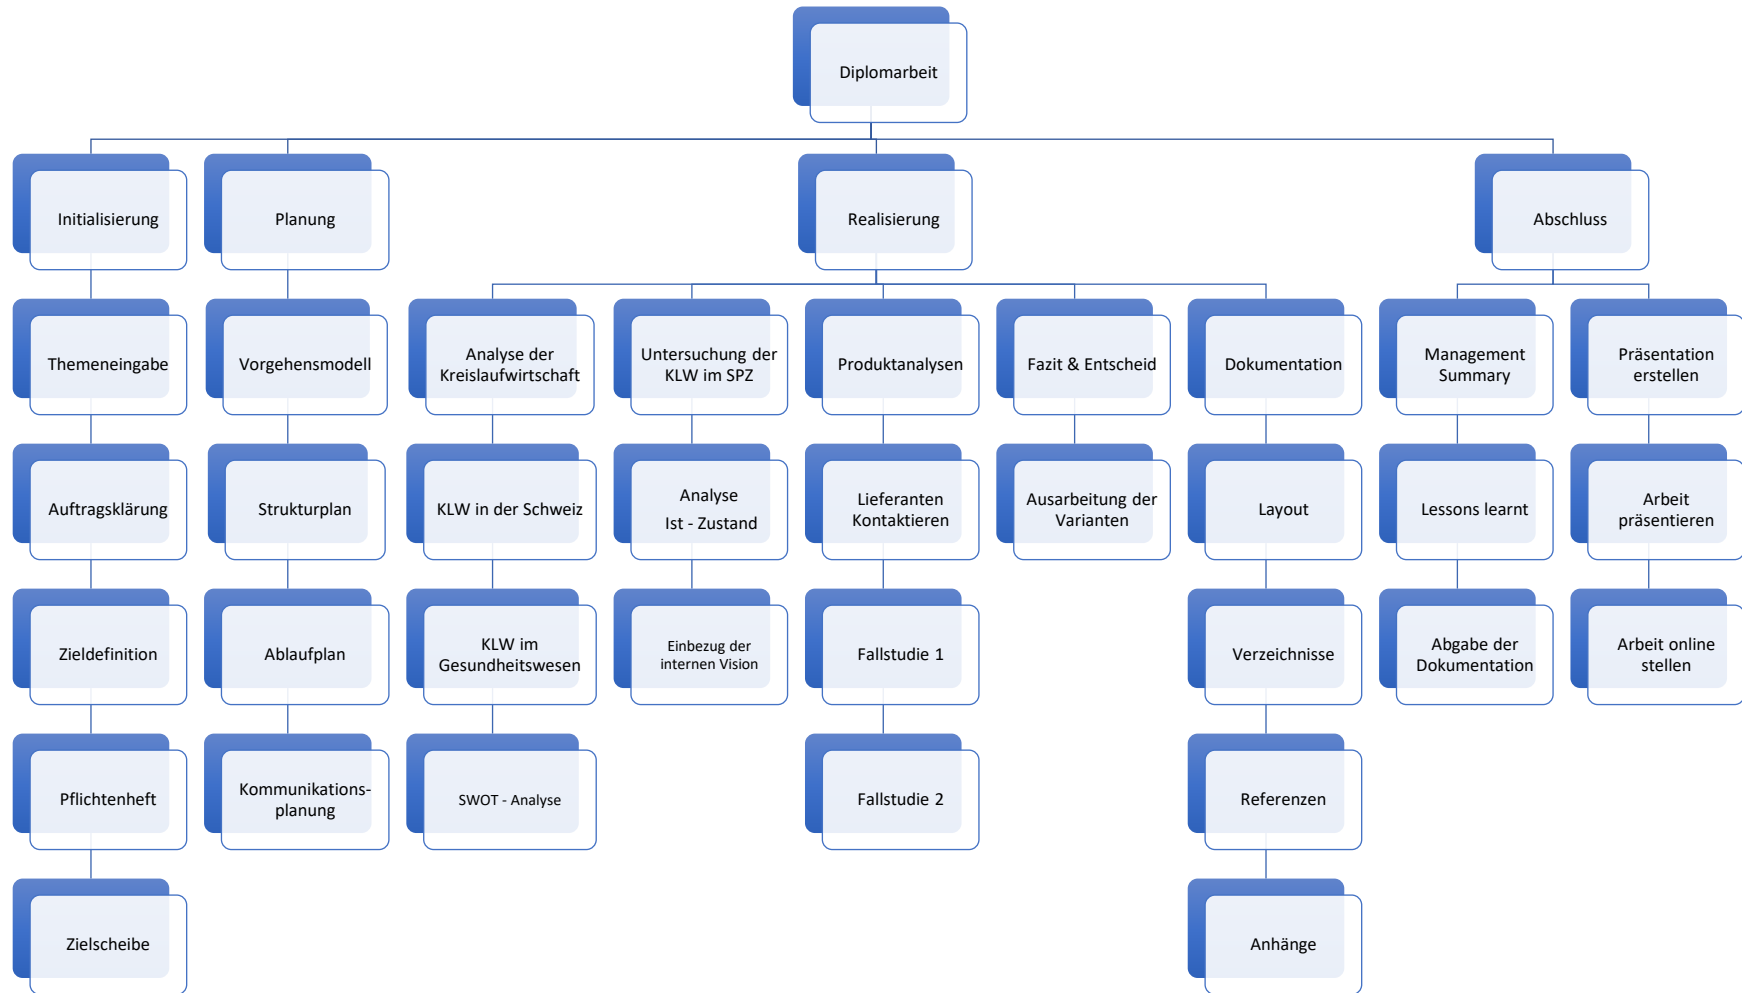 Diplomarbeit
Initialisierung
Planung
Realisierung
Abschluss
Themeneingabe
Vorgehensmodell
Analyse der
Kreislaufwirtschaft
Untersuchung der
KLW im SPZ
Produktanalysen
Fazit & Entscheid
Dokumentation
Management
Summary
Präsentation
erstellen
Auftragsklärung
Strukturplan
KLW in der Schweiz
Analyse
Ist - Zustand
Lieferanten
Kontaktieren
Ausarbeitung der
Varianten
Layout
Lessons learnt
Arbeit
präsentieren
Zieldefinition
Ablaufplan
KLW im
Gesundheitswesen
Einbezug der
internen Vision
Fallstudie 1
Verzeichnisse
Abgabe der
Dokumentation
Arbeit online
stellen
Pflichtenheft
Kommunikations-
planung
SWOT - Analyse
Fallstudie 2
Referenzen
Zielscheibe
Anhänge